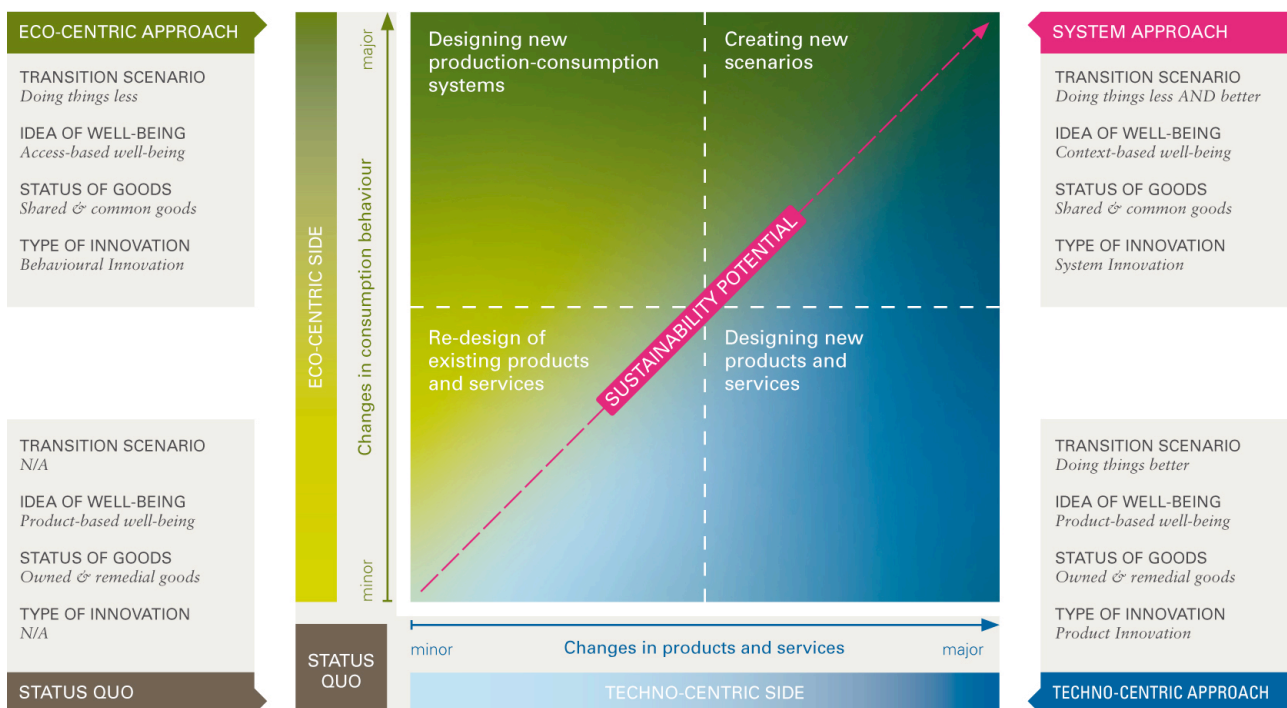 ECO-CENTRIC APPROACH
TRANSITION SCENARIO
Doing things less
IDEA OF WELL-BEING
Access-based well-being
STATUS OF GOODS
Shared & common goods
TYPE OF INNOVATION
Behavioural Innovation
TRANSITION SCENARIO
N/A
IDEA OF WELL-BEING
Product-based well-being
STATUS OF GOODS
Owned & remedial goods
TYPE OF INNOVATION
N/A
STATUS QUO
ECO-CENTRIC SIDE
major
Changes in consumption behaviour
minor
Designing new
production-consumption
systems
Creating new
scenarios
SUSTAINABILITY POTENTIAL
Re-design of
existing products
and services
Designing new
products and
services
STATUS
QUO
minor
Changes in products and services
major
TECHNO-CENTRIC SIDE
SYSTEM APPROACH
TRANSITION SCENARIO
Doing things less AND better
IDEA OF WELL-BEING
Context-based well-being
STATUS OF GOODS
Shared & common goods
TYPE OF INNOVATION
System Innovation
TRANSITION SCENARIO
Doing things better
IDEA OF WELL-BEING
Product-based well-being
STATUS OF GOODS
Owned & remedial goods
TYPE OF INNOVATION
Product Innovation
TECHNO-CENTRIC APPROACH